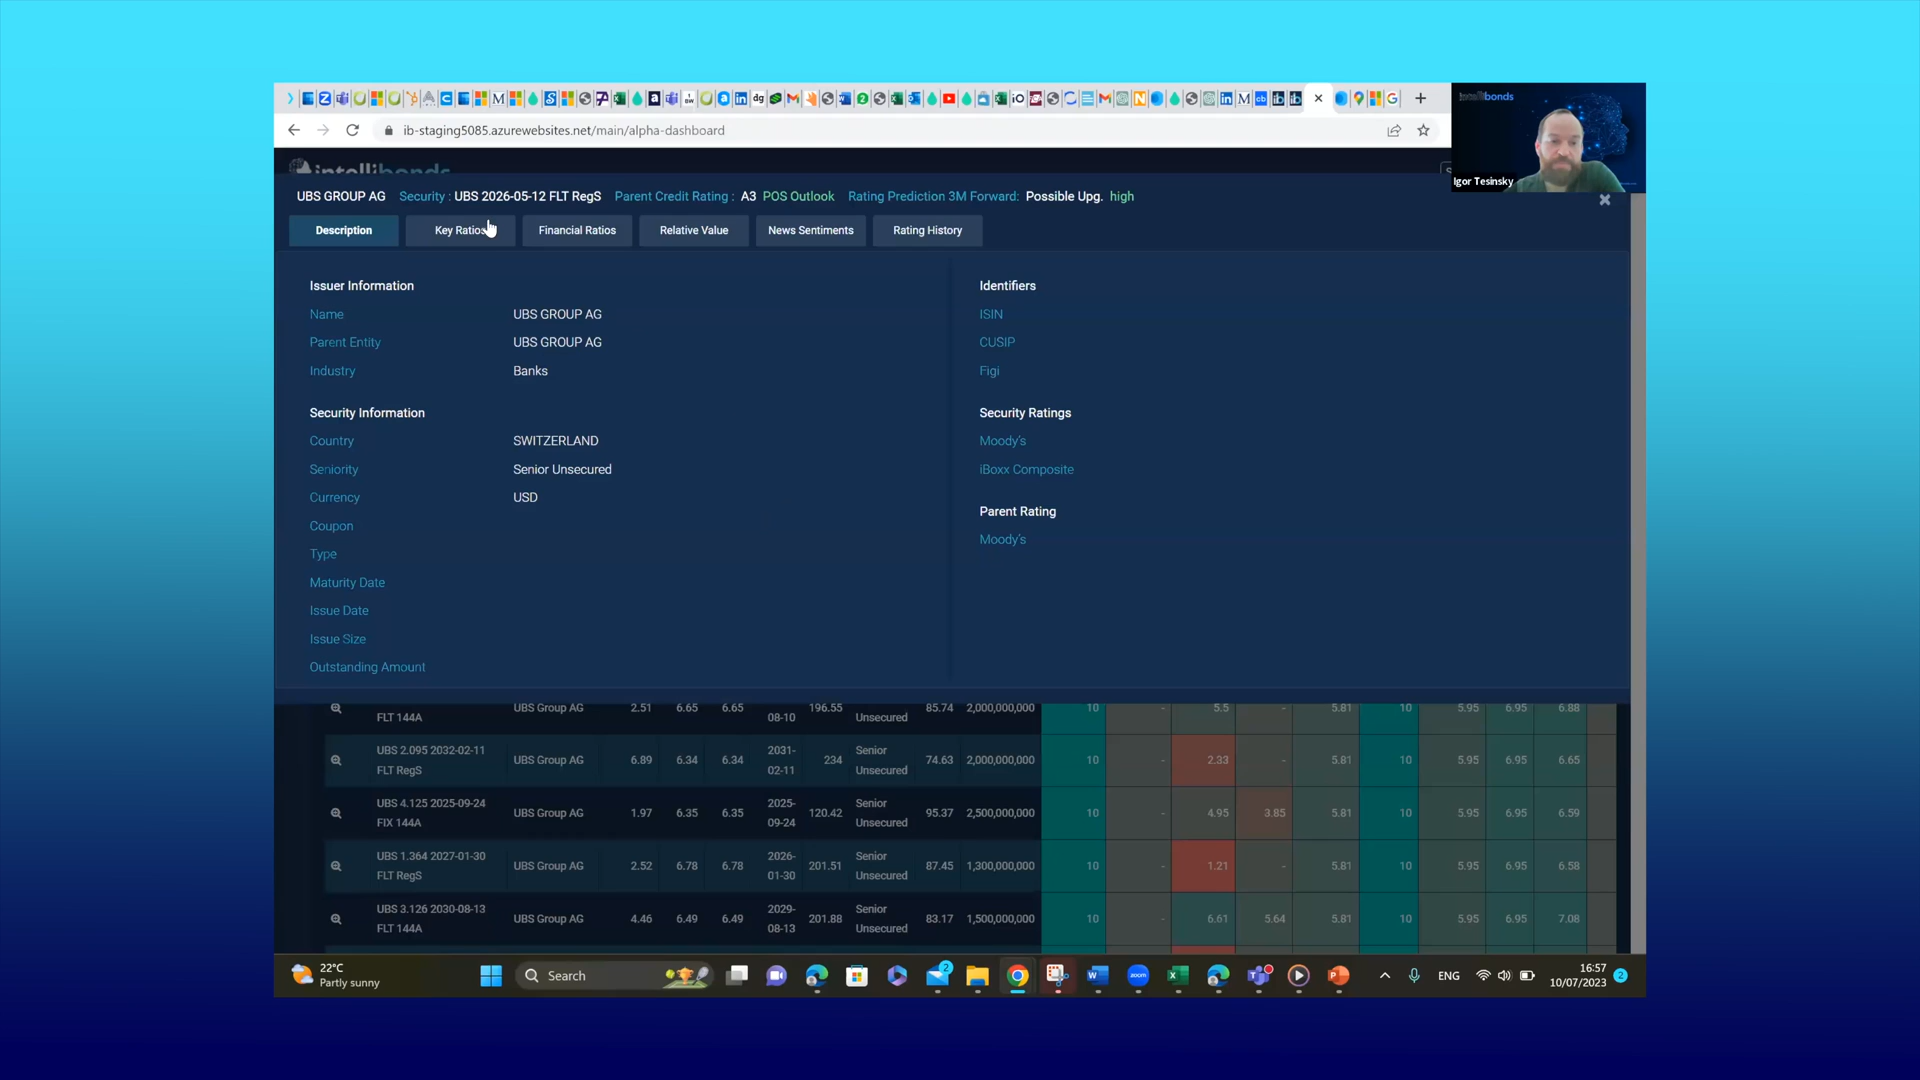 ib-staging5085.azurewebsites.net/main/alpha-dashboard
intellibonds
intellibonds
Igor Tesinsky
UBS GROUP AG Security : UBS 2026-05-12 FLT RegS Parent Credit Rating : A3 POS Outlook Rating Prediction 3M Forward: Possible Upg. high
Description Key Ratios Financial Ratios Relative Value News Sentiments Rating History
Issuer Information
Name UBS GROUP AG
Parent Entity UBS GROUP AG
Industry Banks
Security Information
Country SWITZERLAND
Seniority Senior Unsecured
Currency USD
Coupon
Type
Maturity Date
Issue Date
Issue Size
Outstanding Amount
Identifiers
ISIN
CUSIP
Figi
Security Ratings
Moody's
iBoxx Composite
Parent Rating
Moody's
UBS Group AG 2.51 6.65 6.65 196.55 85.74 2,000,000,000 10 - 5.5 - 5.81 10 5.95 6.95 6.88
FLT 144A 08-10 Unsecured
UBS 2.095 2032-02-11 2031- Senior
UBS Group AG 6.89 6.34 6.34 234 74.63 2,000,000,000 10 - 2.33 - 5.81 10 5.95 6.95 6.65
FLT RegS 02-11 Unsecured
UBS 4.125 2025-09-24 2025- Senior
UBS Group AG 1.97 6.35 6.35 120.42 95.37 2,500,000,000 10 - 4.95 3.85 5.81 10 5.95 6.95 6.59
FIX 144A 09-24 Unsecured
UBS 1.364 2027-01-30 2026- Senior
UBS Group AG 2.52 6.78 6.78 201.51 87.45 1,300,000,000 10 - 1.21 - 5.81 10 5.95 6.95 6.58
FLT RegS 01-30 Unsecured
UBS 3.126 2030-08-13 2029- Senior
UBS Group AG 4.46 6.49 6.49 201.88 83.17 1,500,000,000 10 - 6.61 5.64 5.81 10 5.95 6.95 7.08
FLT 144A 08-13 Unsecured
22°C
Partly sunny
Search
2
zoom
ENG
16:57
10/07/2023
2